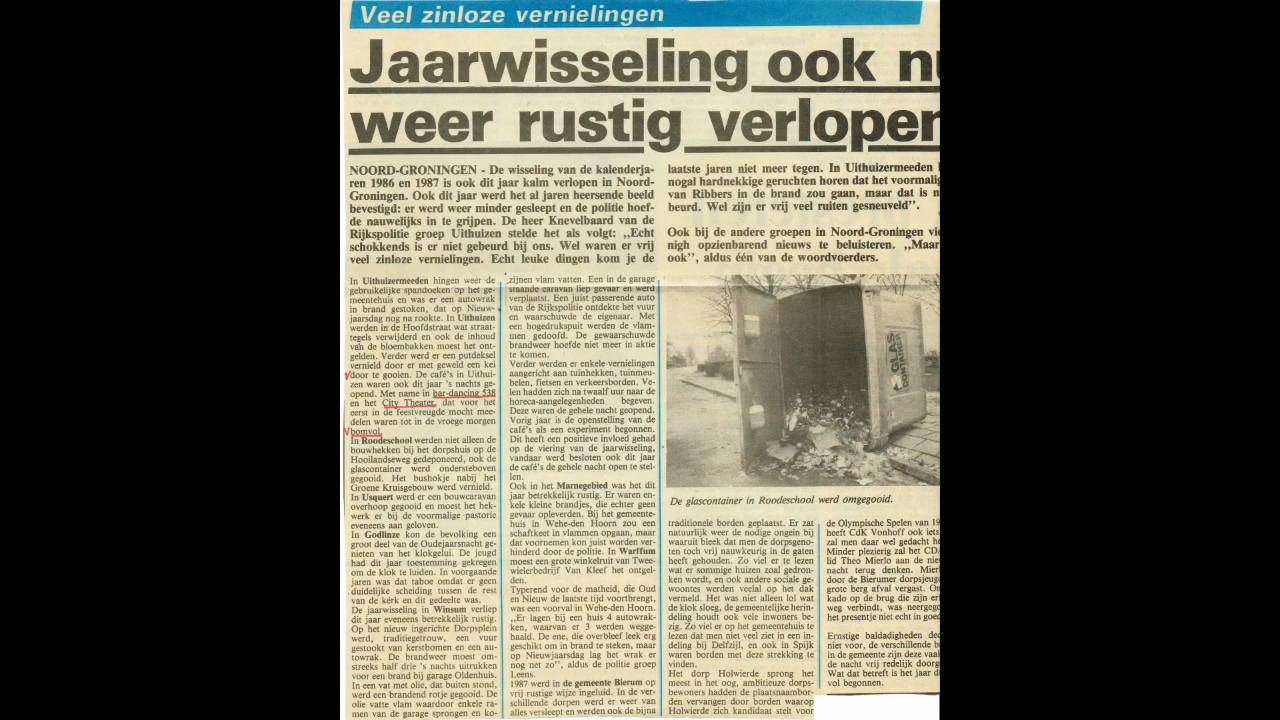 Veel zinloze vernielingen
Jaarwisseling ook
weer rustig verlopen
NOORD-GRONINGEN - De wisseling van de kalenderja-
ren 1986 en 1987 is ook dit jaar kalm verlopen in Noord-
Groningen. Ook dit jaar werd het al jaren heersende beeld
bevestigd: er werd weer minder gesleept en de politie hoef-
de nauwelijks in te grijpen. De heer Knevelbaard van de
Rijkspolitie groep Uithuizen stelde het als volgt: ,,Echt
schokkends is er niet gebeurd bij ons. Wel waren er vrij
veel zinloze vernielingen. Echt leuke dingen kom je de
laatste jaren niet meer tegen. In Uithuizermeeden
nogal hardnekkige geruchten horen dat het voormalig
van Ribbers in de brand zou gaan, maar dat is n
beurd. Wel zijn er vrij veel ruiten gesneuveld''.
Ook bij de andere groepen in Noord-Groningen vie
nigh opzienbarend nieuws te beluisteren. ,,Maar
ook'', aldus één van de woordvoerders.
In Uithuizermeeden hingen weer de
gebruikelijke spandoeken op het ge-
meentehuis en was er een autowrak
in brand gestoken, dat op Nieuw-
jaarsdag nog na rookte. In Uithuizen
werden in de Hoofdstraat wat straat-
tegels verwijderd en ook de inhoud
van de bloembakken moest het ont-
gelden. Verder werd er een putdeksel
vernield door er met geweld een kei
door te gooien. De café's in Uithui-
zen waren ook dit jaar 's nachts ge-
opend. Met name in bar-dancing 538
en het City Theater, dat voor het
eerst in de feestvreugde mocht mee-
delen waren tot in de vroege morgen
bomvol.
In Roodeschool werden niet alleen de
bouwhekken bij het dorpshuis op de
Hooilandseweg gedeponeerd, ook de
glascontainer werd ondersteboven
gegooid. Het bushokje nabij het
Groene Kruisgebouw werd vernield.
In Usquert werd er een bouwcaravan
overhoop gegooid en moest het hek-
werk er bij de voormalige pastorie
eveneens aan geloven.
In Godlinze kon de bevolking een
groot deel van de Oudejaarsnacht ge-
nieten van het klokgelui. De jeugd
had dit jaar toestemming gekregen
om de klok te luiden. In voorgaande
jaren was dat taboe omdat er geen
duidelijke scheiding tussen de rest
van de kerk en dit gedeelte was.
De jaarwisseling in Winsum verliep
dit jaar eveneens betrekkelijk rustig.
Op het nieuw ingerichte Dorpsplein
werd, traditiegetrouw, een vuur
gestookt van kerstbomen en een au-
towrak. De brandweer moest om-
streeks half drie 's nachts uitrukken
voor een brand bij garage Oldenhuis.
In een vat met olie, dat buiten stond,
werd een brandend rotje gegooid. De
olie vatte vlam waardoor enkele ra-
men van de garage sprongen en ko-
zijnen vlam vatten. Een in de garage
staande caravan liep gevaar en werd
verplaatst. Een juist passerende auto
van de Rijkspolitie ontdekte het vuur
en waarschuwde de eigenaar. Met
een hogedrukspuit werden de vlam-
men gedoofd. De gewaarschuwde
brandweer hoefde niet meer in aktie
te komen.
Verder werden er enkele vernielingen
aangericht aan tuinhekken, tuinmeu-
belen, fietsen en verkeersborden. Ve-
len hadden zich na twaalf uur naar de
horeca-aangelegenheden begeven.
Deze waren de gehele nacht geopend.
Vorig jaar is de openstelling van de
café's als een experiment begonnen.
Dit heeft een positieve invloed gehad
op de viering van de jaarwisseling,
vandaar werd besloten ook dit jaar
de café's de gehele nacht open te stel-
len.
Ook in het Marnegebied was het dit
jaar betrekkelijk rustig. Er waren en-
kele kleine brandjes, die echter geen
gevaar opleverden. Bij het gemeente-
huis in Wehe-den Hoorn zou een
schaftkeet in vlammen opgaan, maar
dat voornemen kon juist worden ver-
hinderd door de politie. In Warffum
moest een grote winkelruit van Twee-
wielerbedrijf Van Kleef het ontgel-
den.
Typerend voor de matheid, die Oud
en Nieuw de laatste tijd voortbrengt,
was een voorval in Wehe-den Hoorn.
,,Er lagen bij een huis 4 autowrak-
ken, waarvan er 3 werden wegge-
haald. De ene, die overbleef leek erg
geschikt om in brand te steken, maar
op Nieuwjaarsdag lag het wrak er
nog net zo'', aldus de politie groep
Leens.
1987 werd in de gemeente Bierum op
vrij rustige wijze ingeluid. In de ver-
schillende dorpen werd er weer van
alles versleept en werden ook de bijna
GLAS
CONTAINER
De glascontainer in Roodeschool werd omgegooid.
traditionele borden geplaatst. Er zat
natuurlijk weer de nodige ongein bij
waaruit bleek dat men de dorpsgeno-
ten toch vrij nauwkeurig in de gaten
heeft gehouden. Zo viel er te lezen
wat er sommige huizen zoal gedron-
ken wordt, en ook andere sociale ge-
woontes werden veelal op het dak
vermeld. Het was niet alleen lol wat
de klok sloeg, de gemeentelijke herin-
deling houdt ook vele inwoners be-
zig. Zo viel er op het gemeentehuis te
lezen dat men niet veel ziet in een in-
deling bij Delfzijl, en ook in Spijk
waren borden met deze strekking te
vinden.
Het dorp Holwierde sprong het
meest in het oog, ambitieuze dorps-
bewoners hadden de plaatsnaambor-
den vervangen door borden waarop
Holwierde zich kandidaat stelt voor
de Olympische Spelen van 19
heeft CdK Vonhoff ook iets
zal men daar wel gedacht he
Minder plezierig zal het CDA
lid Theo Mierlo aan de nie
nacht terug denken. Mierl
door de Bierumer dorpsjeug
grote berg afval vergast. On
kado op de brug die zijn er
weg verbindt, was neergeg
het presentje niet echt in goed
Ernstige baldadigheden ded
niet voor, de verschillende b
in de gemeente zijn deze vaak
de nacht vrij redelijk doorg
Wat dat betreft is het jaar d
vol begonnen.